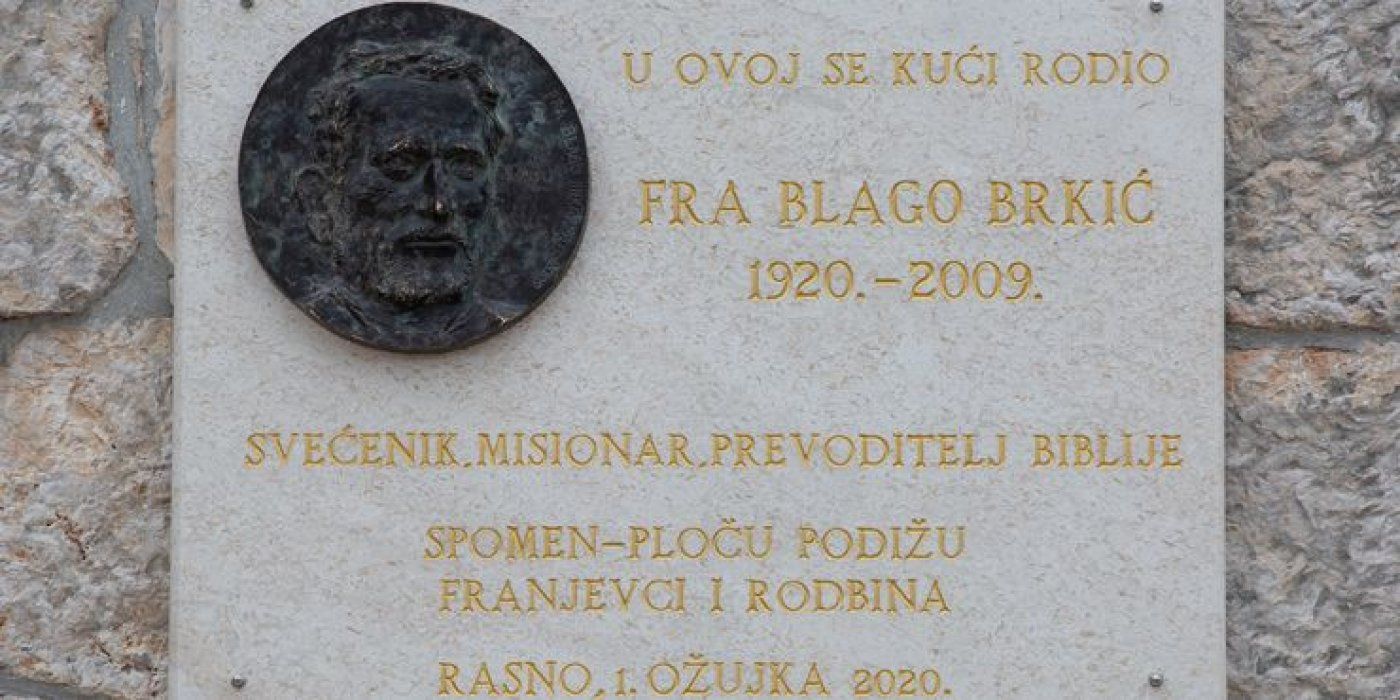 U OVOJ SE KUĆI RODIO
FRA BLAGO BRKIĆ
1920.–2009.
SVEĆENIK, MISIONAR, PREVODITELJ BIBLIJE
SPOMEN–PLOČU PODIŽU
FRANJEVCI I RODBINA
RASNO, 1. OŽUJKA 2020.